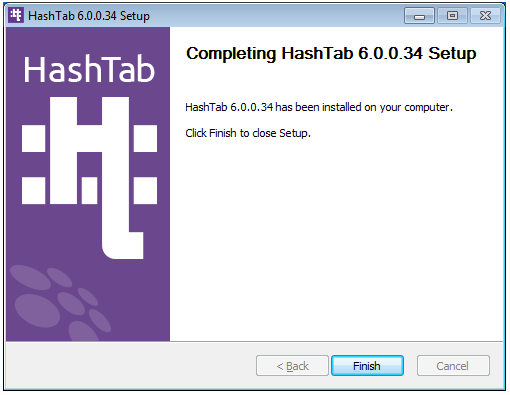 HashTab 6.0.0.34 Setup
HashTab
Completing HashTab 6.0.0.34 Setup
HashTab 6.0.0.34 has been installed on your computer.
Click Finish to close Setup.
< Back
Finish
Cancel